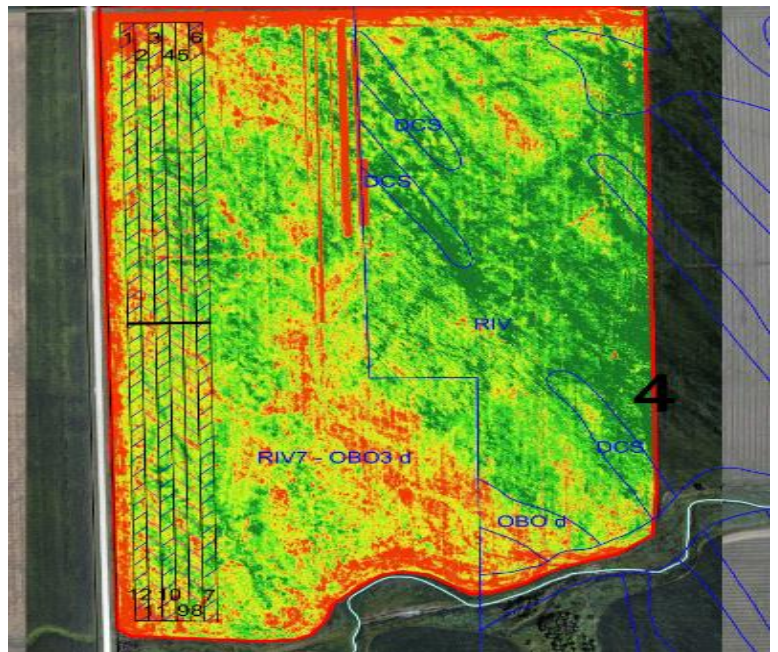 1 3 6
2 45
DCS
DCS
RIV
4
DCS
RIV7 - OBO3 d
OBO d
12 10 7
11 98